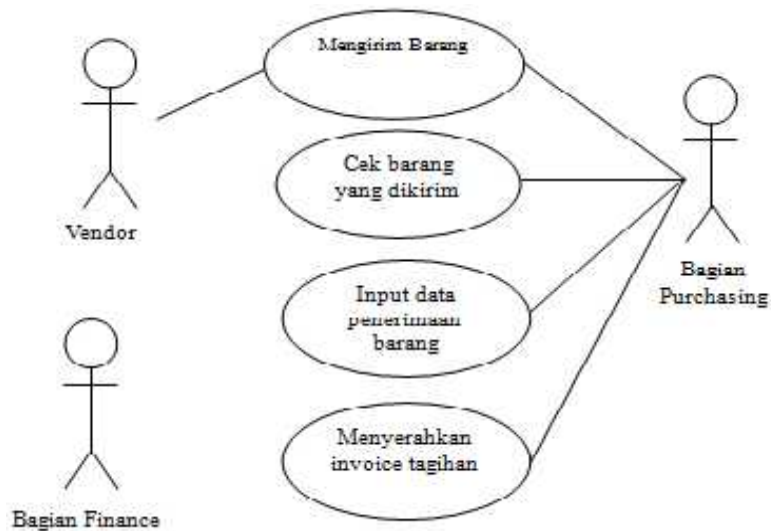 Mengirim Barang
Vendor
Cek barang
yang dikirim
Bagian
Purchasing
Input data
penerimaan
barang
Menyerahkan
invoice tagihan
Bagian Finance